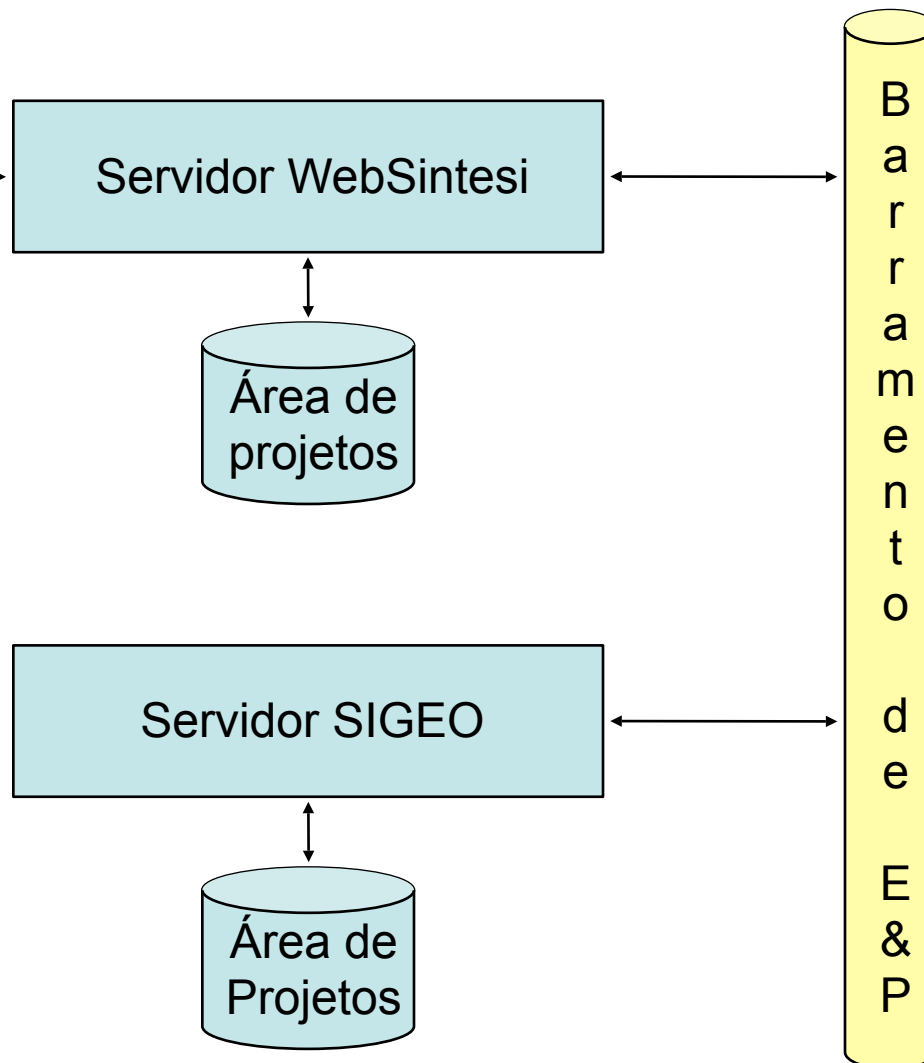 Servidor WebSintesi
Área de
projetos
Servidor SIGEO
Área de
Projetos
B
a
r
r
a
m
e
n
t
o
d
e
E
&
P